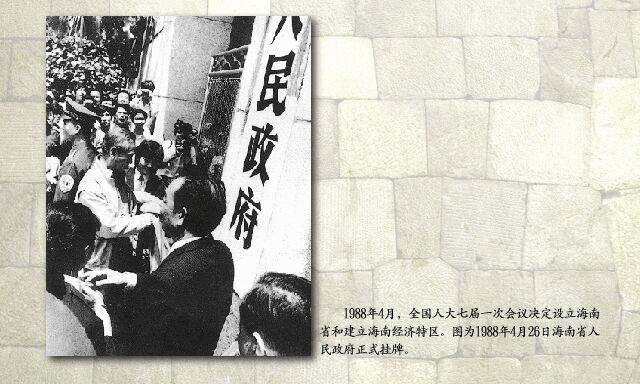 人民政府
1988年4月，全国人大七届一次会议决定设立海南
省和建立海南经济特区。图为1988年4月26日海南省人
民政府正式挂牌。